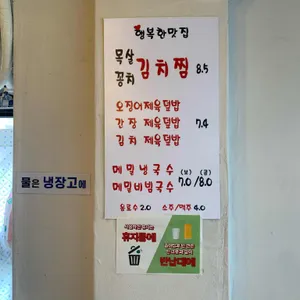 행복한맛집
목살
꽁치 김치찜 8.5
오징어제육덮밥
간장 제육덮밥 7.4
김치 제육덮밥
메밀냉국수 (보) (곱)
메밀비빔국수 7.0/8.0
음료수 2.0 소주/맥주 4.0
물은 냉장고에
휴지통에
반납대에